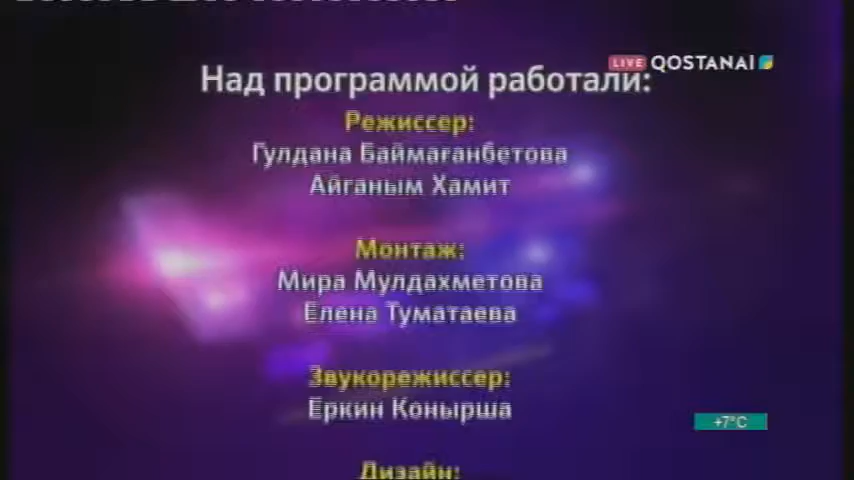 LIVE QOSTANAI
Над программой работали:
Режиссер:
Гулдана Баймаганбетова
Айганым Хамит
Монтаж:
Мира Мулдахметова
Елена Туматаева
Звукорежиссер:
Еркин Конырша
+7°C
Дизайн: